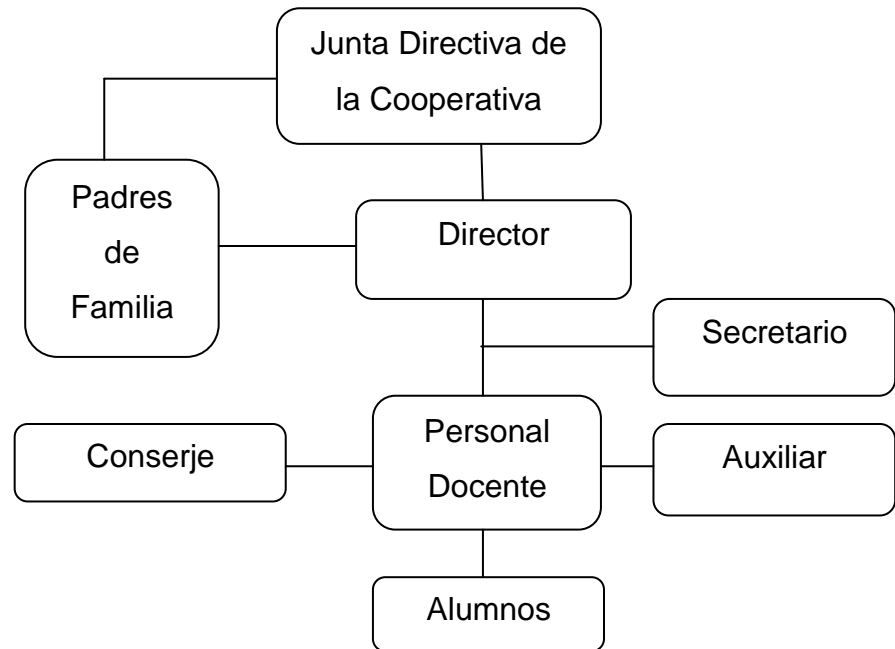 Junta Directiva de
la Cooperativa
Padres
de
Familia
Director
Secretario
Conserje
Personal
Docente
Auxiliar
Alumnos